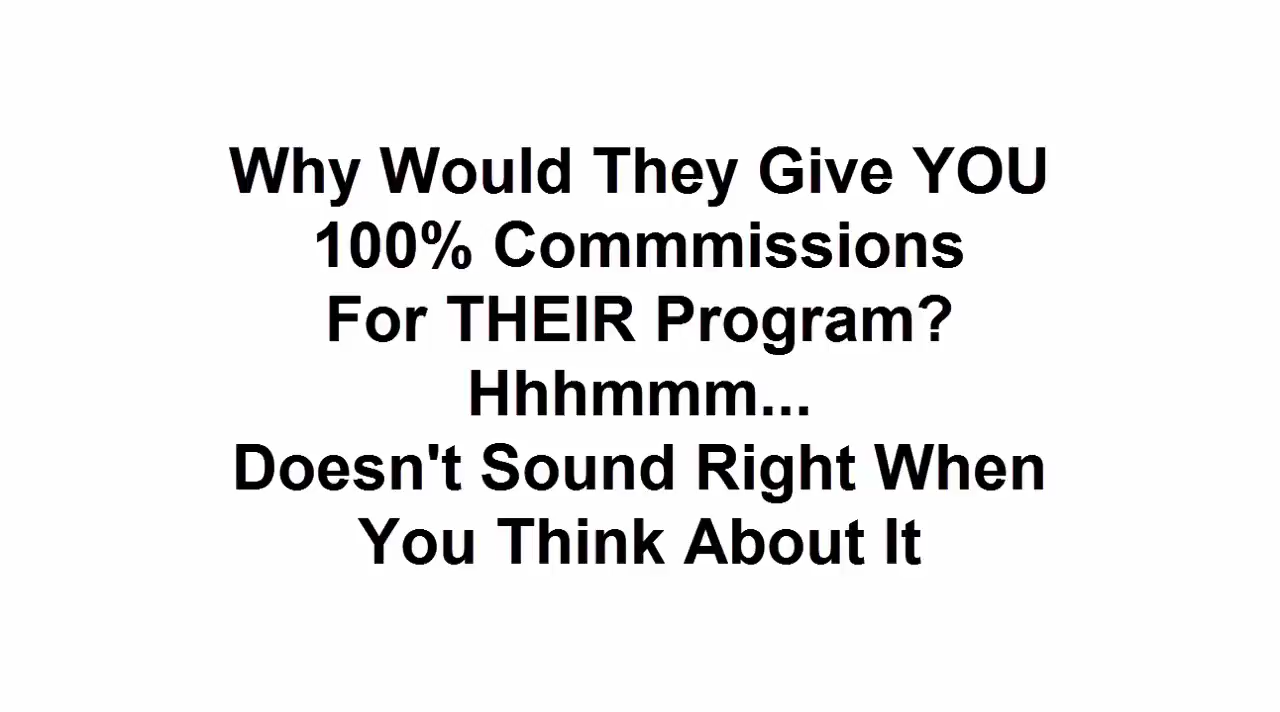 Why Would They Give YOU
100% Commmissions
For THEIR Program?
Hhhmmm...
Doesn't Sound Right When
You Think About It